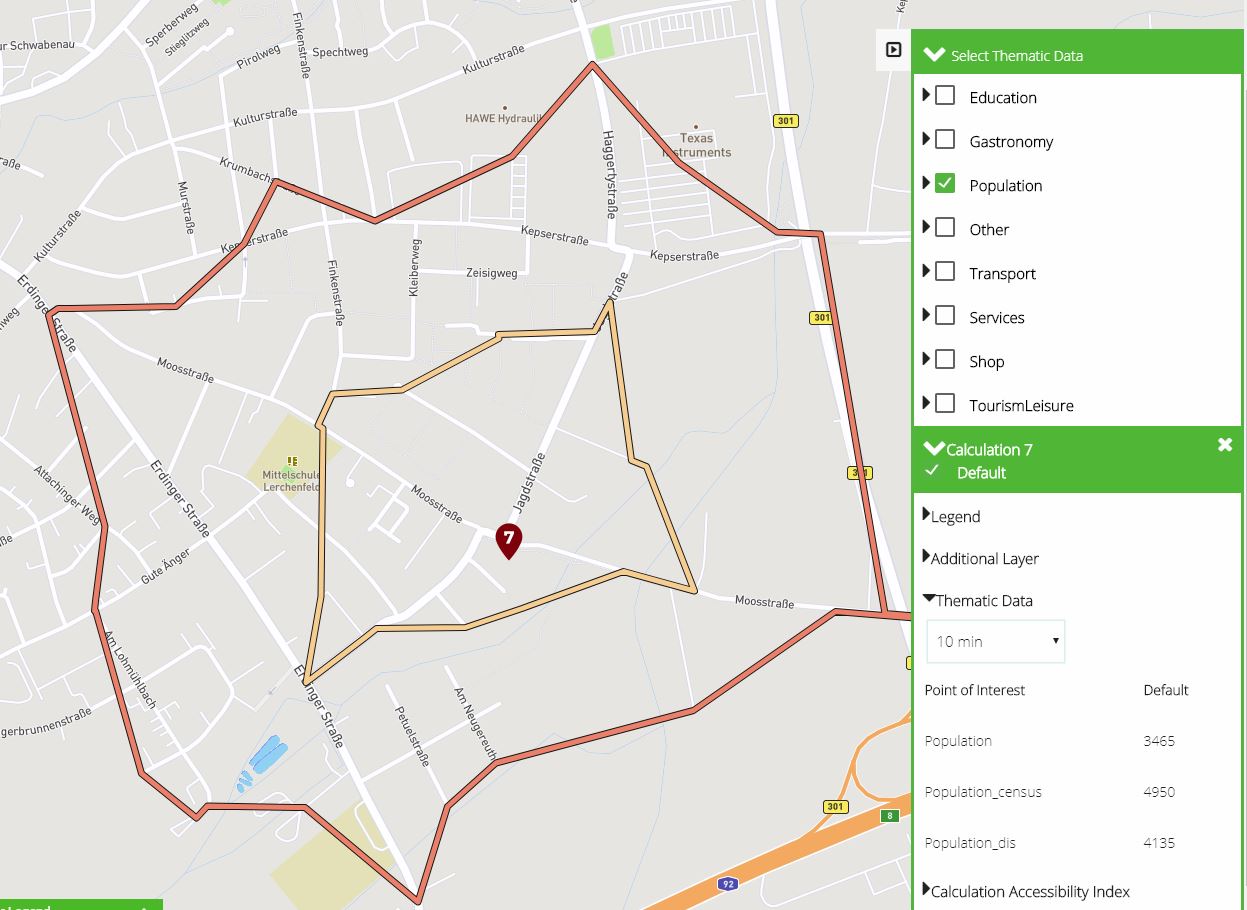 Sperberweg
Stieglitzweg
ur Schwabenau
Pirolweg
Finkenstraße
Spechtweg
Kulturstraße
Select Thematic Data
Education
HAWE Hydraulik
Kulturstraße
Texas
Instruments
301
Haggertystraße
Gastronomy
Krumbachs
Murstraße
Population
Kulturstraße
Kepserstraße
Kepserstraße
Kepserstraße
Other
Kleiberweg
Zeisigweg
Finkenstraße
Transport
Erdinger Straße
straße
301
Services
Moosstraße
Shop
TourismLeisure
Calculation 7
Default
Mittelschule
Lerchenfeld
301
Attachinger Weg
Erdinger Straße
Moosstraße
Jagdstraße
7
Legend
Gute Änger
Additional Layer
Moosstraße
Thematic Data
10 min
Am Lohmühlbach
Erdinger Straße
Point of Interest Default
gerbrunnenstraße
Petuelstraße
Am Neugereuth
Population 3465
Population_census 4950
301
8
Population_dis 4135
92
Calculation Accessibility Index